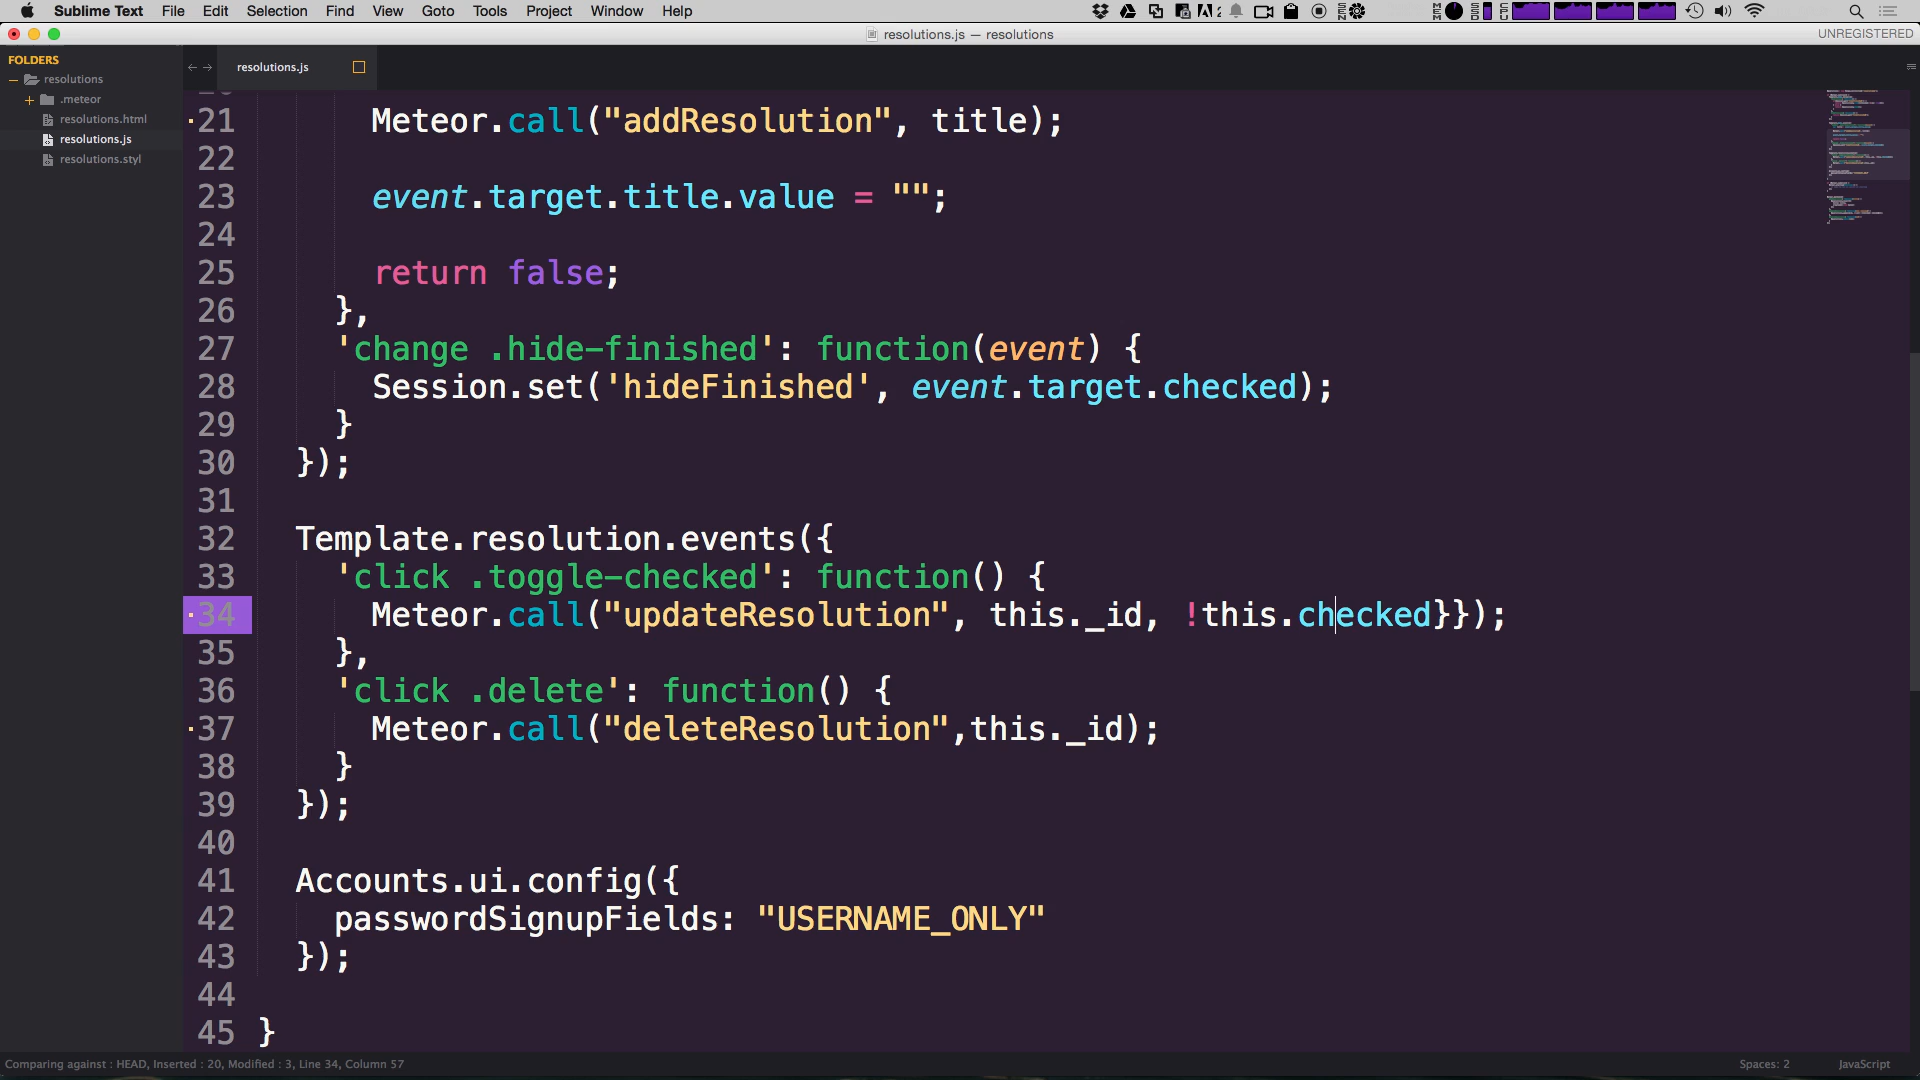 Sublime Text File Edit Selection Find View Goto Tools Project Window Help
resolutions.js — resolutions
UNREGISTERED
FOLDERS
resolutions
.meteor
resolutions.html
resolutions.js
resolutions.styl
resolutions.js
21 Meteor.call("addResolution", title);
22
23 event.target.title.value = "";
24
25 return false;
26 },
27 'change .hide-finished': function(event) {
28 Session.set('hideFinished', event.target.checked);
29 }
30 });
31
32 Template.resolution.events({
33 'click .toggle-checked': function() {
34 Meteor.call("updateResolution", this._id, !this.checked}});
35 },
36 'click .delete': function() {
37 Meteor.call("deleteResolution",this._id);
38 }
39 });
40
41 Accounts.ui.config({
42 passwordSignupFields: "USERNAME_ONLY"
43 });
44
45 }
Comparing against : HEAD, Inserted : 20, Modified : 3, Line 34, Column 57
Spaces: 2
JavaScript